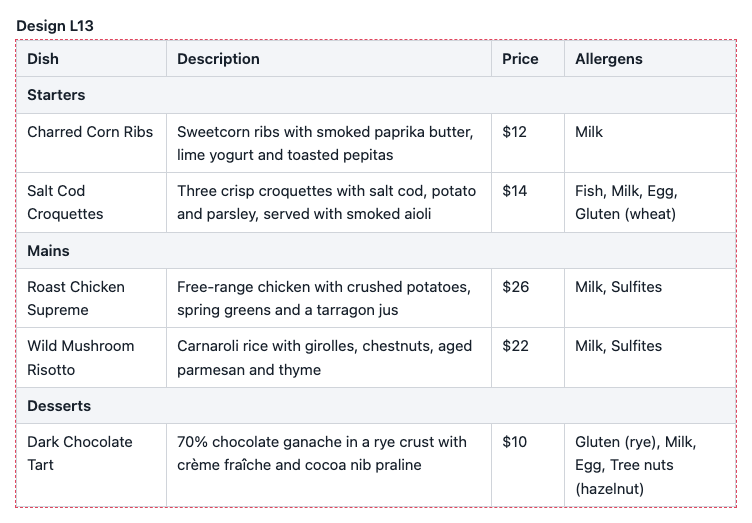 Design L13
Dish Description Price Allergens
Starters
Charred Corn Ribs Sweetcorn ribs with smoked paprika butter, $12 Milk
lime yogurt and toasted pepitas
Salt Cod Three crisp croquettes with salt cod, potato $14 Fish, Milk, Egg,
Croquettes and parsley, served with smoked aioli Gluten (wheat)
Mains
Roast Chicken Free-range chicken with crushed potatoes, $26 Milk, Sulfites
Supreme spring greens and a tarragon jus
Wild Mushroom Carnaroli rice with girolles, chestnuts, aged $22 Milk, Sulfites
Risotto parmesan and thyme
Desserts
Dark Chocolate 70% chocolate ganache in a rye crust with $10 Gluten (rye), Milk,
Tart crème fraîche and cocoa nib praline Egg, Tree nuts
(hazelnut)